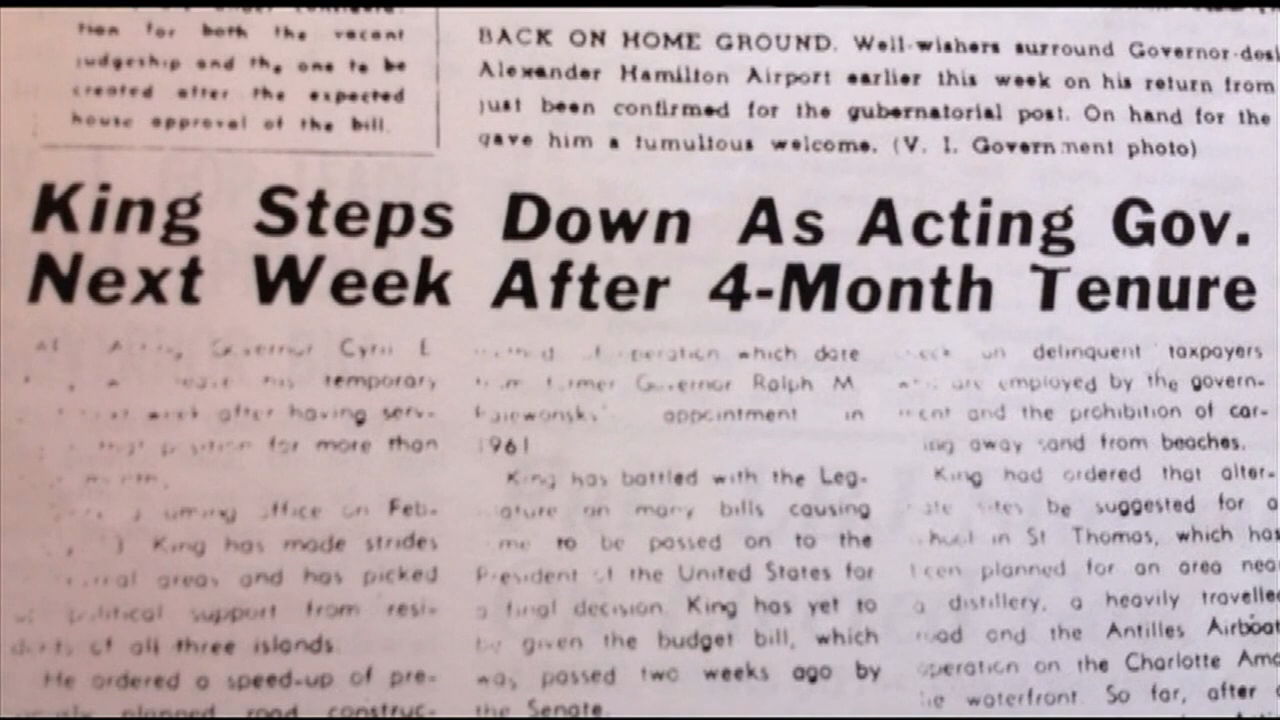 tion for both the vacant
judgeship and the one to be
created after the expected
house approval of the bill.
BACK ON HOME GROUND. Well-wishers surround Governor-des
Alexander Hamilton Airport earlier this week on his return from
just been confirmed for the gubernatorial post. On hand for the
gave him a tumultous welcome. (V. I. Government photo)
King Steps Down As Acting Gov.
Next Week After 4-Month Tenure
Governor Cyril E
temporary
week after having serv-
that position for more than
office on Feb-
King has made strides
areas and has picked
political support from resi-
dents of all three islands.
He ordered a speed-up of pre-
planned road construc-
operation which date
from former Governor Ralph M
Paiewonsky' appointment in
1961
King has battled with the Leg-
ature on many bills causing
me to be passed on to the
President of the United States for
a final decision. King has yet to
be given the budget bill, which
was passed two weeks ago by
the Senate.
on delinquent taxpayers
are employed by the govern-
ment and the prohibition of car-
ing away sand from beaches.
King had ordered that alter-
sites be suggested for a
in St Thomas, which has
been planned for an area nea
a distillery, a heavily travelle
road and the Antilles Airboat
operation on the Charlotte Ama
waterfront. So far, after